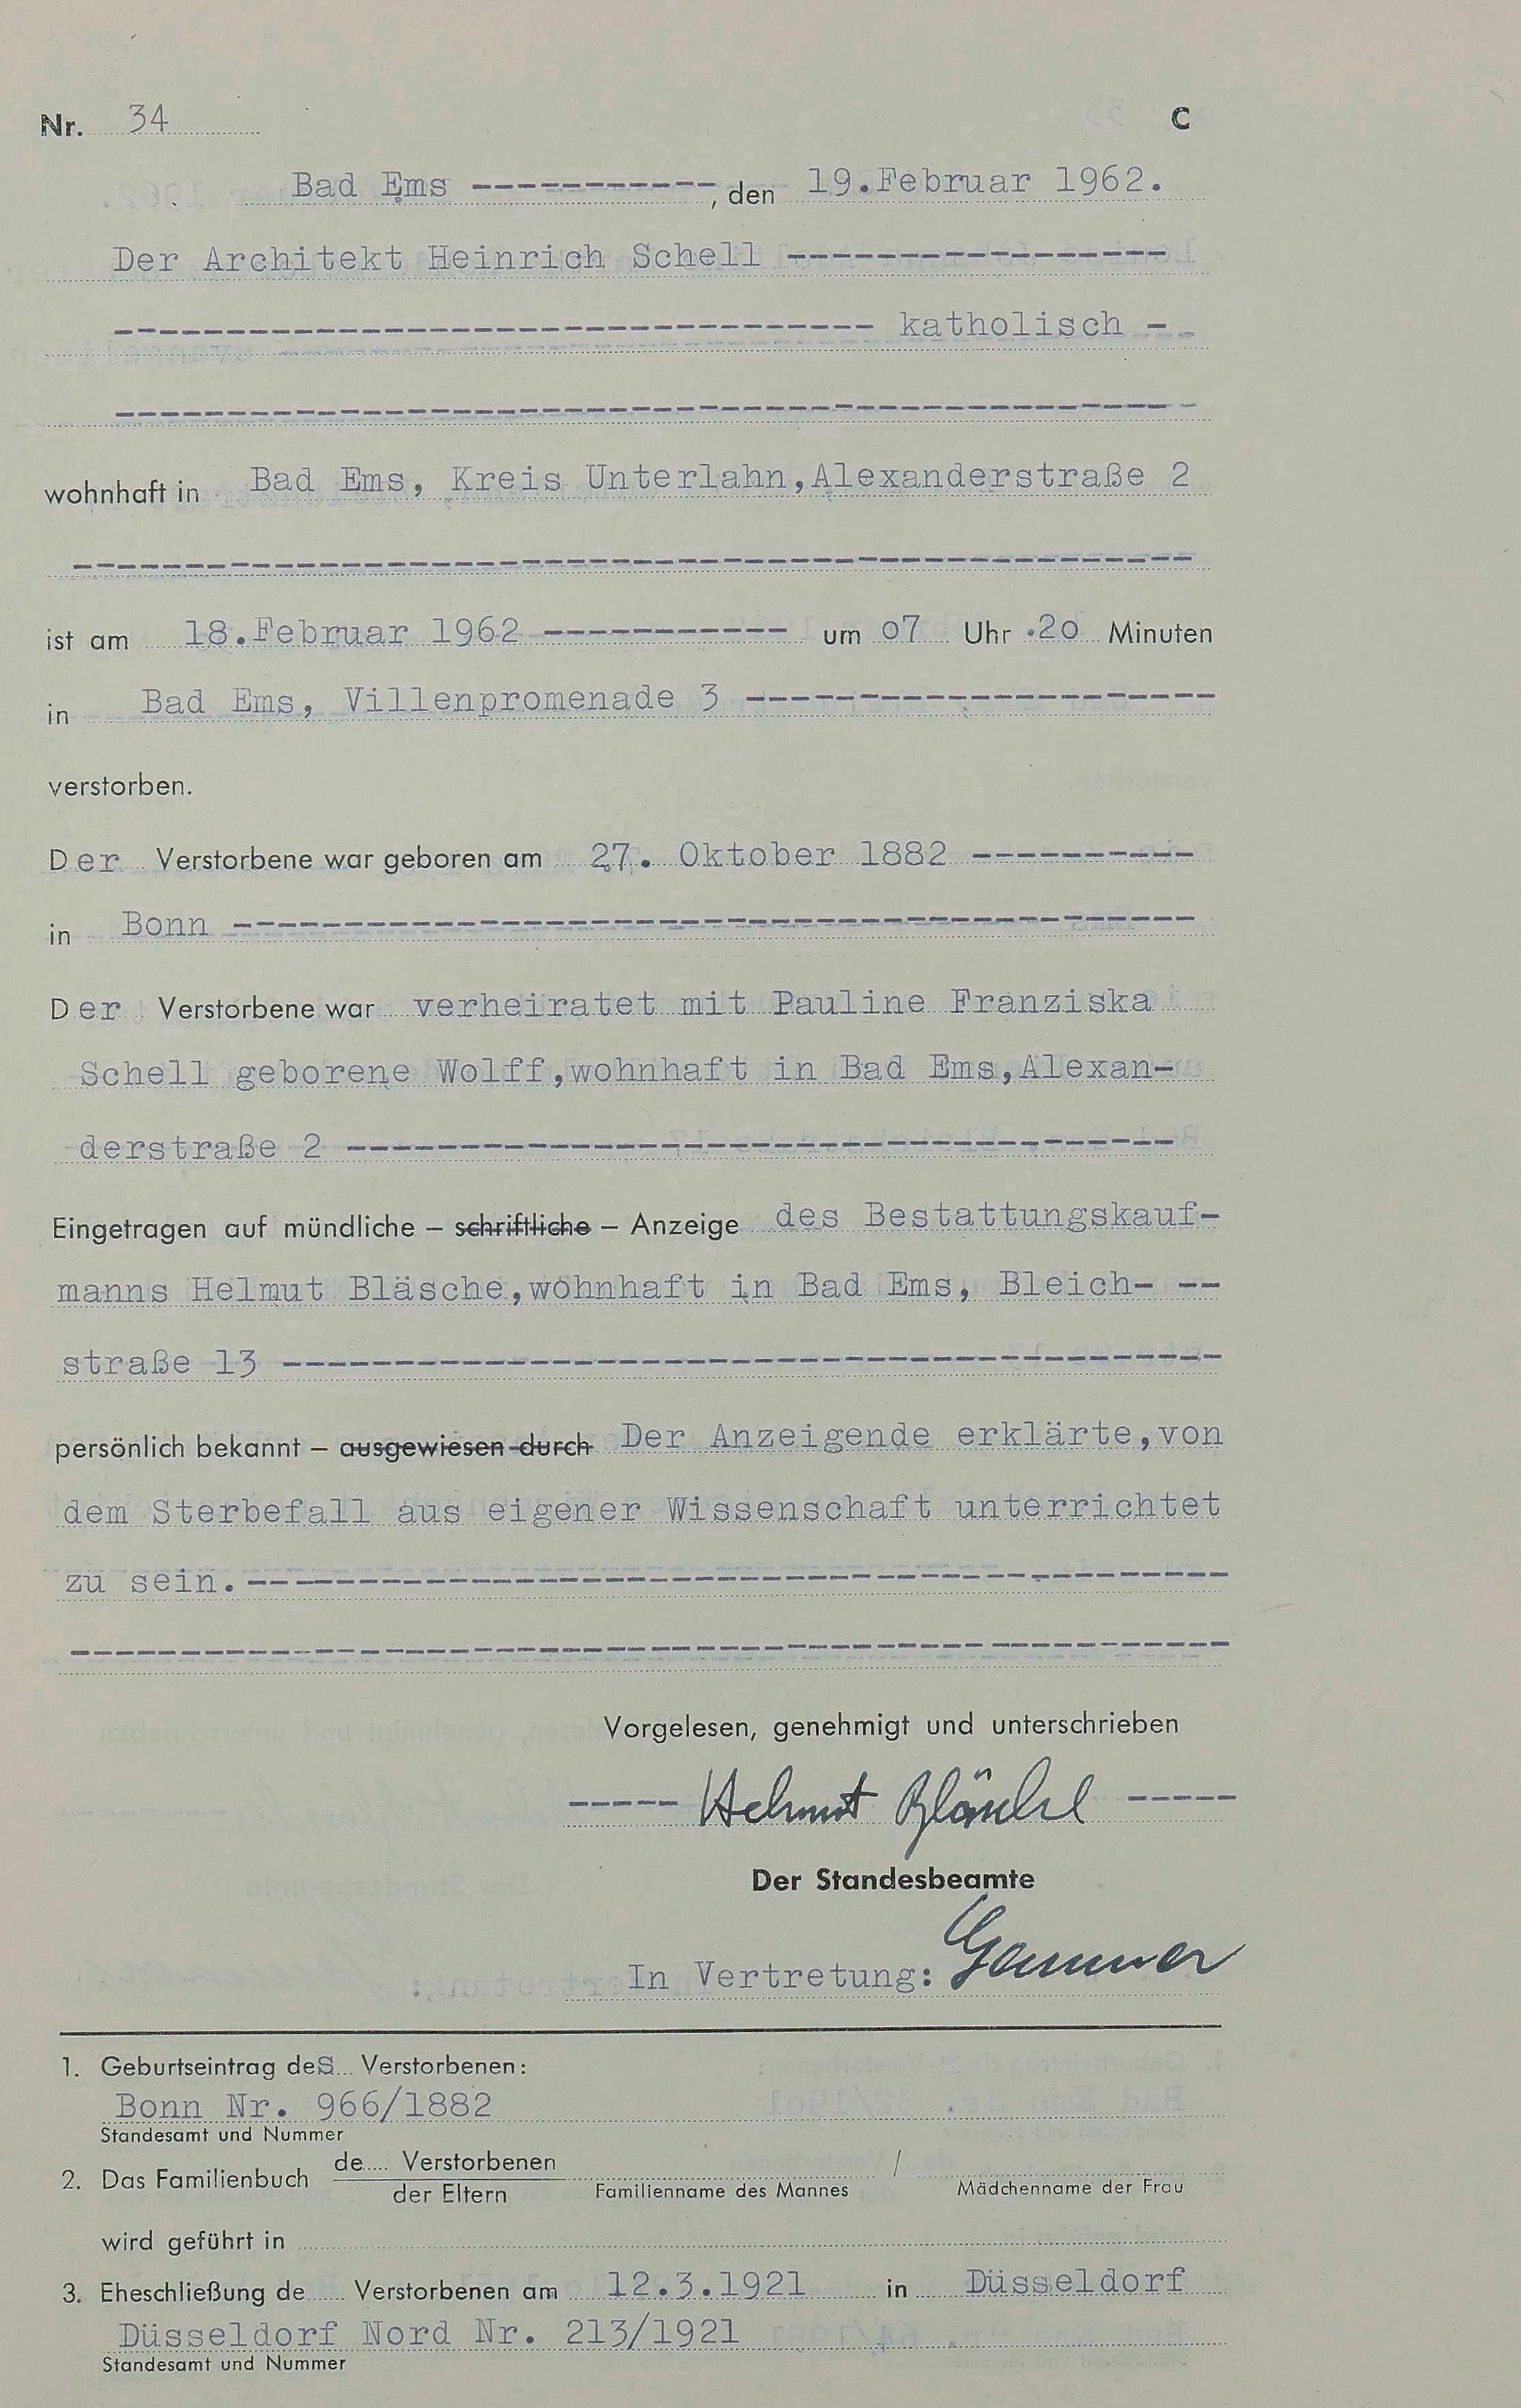 Nr. 34 C
Bad Ems -----------, den 19.Februar 1962.
Der Architekt Heinrich Schell -----------------
---------------------------------- katholisch --
------------------------------------------------
wohnhaft in Bad Ems, Kreis Unterlahn,Alexanderstraße 2
--------------------------------------------------
ist am 18.Februar 1962 ----------- um 07 Uhr 20 Minuten
in Bad Ems, Villenpromenade 3 ---------------------
verstorben.
Der Verstorbene war geboren am 27. Oktober 1882 ----------
in Bonn -------------------------------------------
Der Verstorbene war verheiratet mit Pauline Franziska
Schell geborene Wolff,wohnhaft in Bad Ems,Alexan-
derstraße 2 -------------------------------------
Eingetragen auf mündliche – schriftliche – Anzeige des Bestattungskauf-
manns Helmut Bläsche,wohnhaft in Bad Ems, Bleich- --
straße 13 ------------------------------------------
persönlich bekannt – ausgewiesen durch Der Anzeigende erklärte,von
dem Sterbefall aus eigener Wissenschaft unterrichtet
zu sein.--------------------------------------------
----------------------------------------------------
Vorgelesen, genehmigt und unterschrieben
----- Helmut Bläsche -----
Der Standesbeamte
In Vertretung:
1. Geburtseintrag des Verstorbenen:
Bonn Nr. 966/1882
Standesamt und Nummer
2. Das Familienbuch de..... Verstorbenen /
der Eltern Familienname des Mannes Mädchenname der Frau
wird geführt in
3. Eheschließung de...... Verstorbenen am 12.3.1921 in Düsseldorf
Düsseldorf Nord Nr. 213/1921
Standesamt und Nummer